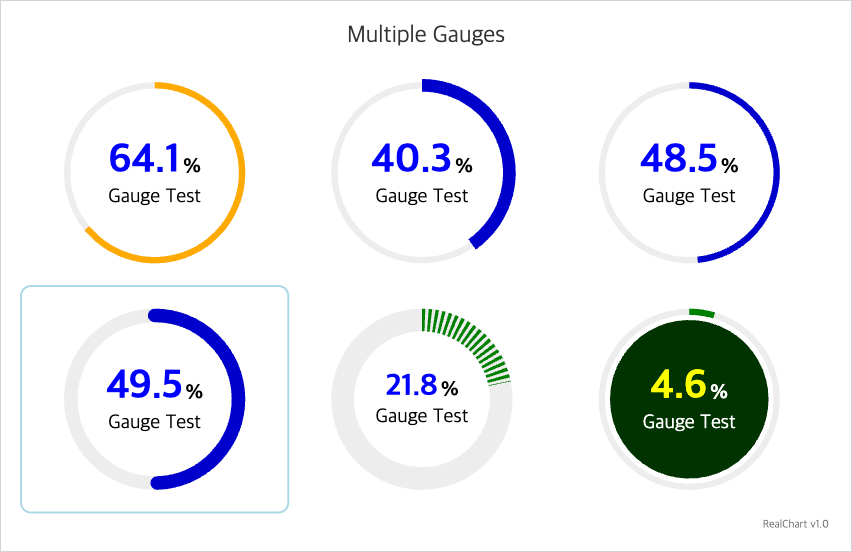 Multiple Gauges
64.1%
Gauge Test
40.3%
Gauge Test
48.5%
Gauge Test
49.5%
Gauge Test
21.8%
Gauge Test
4.6%
Gauge Test
RealChart v1.0